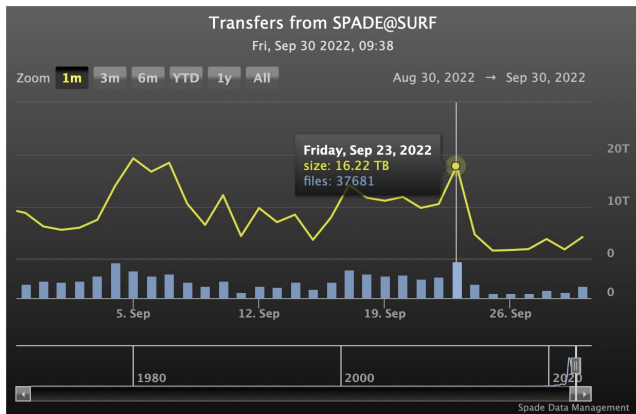 Transfers from SPADE@SURF
Fri, Sep 30 2022, 09:38
Zoom 1m 3m 6m YTD 1y All Aug 30, 2022 → Sep 30, 2022
20T
Friday, Sep 23, 2022
size: 16.22 TB
files: 37681
10T
0
0
5. Sep 12. Sep 19. Sep 26. Sep
1980 2000 2020
Spade Data Management